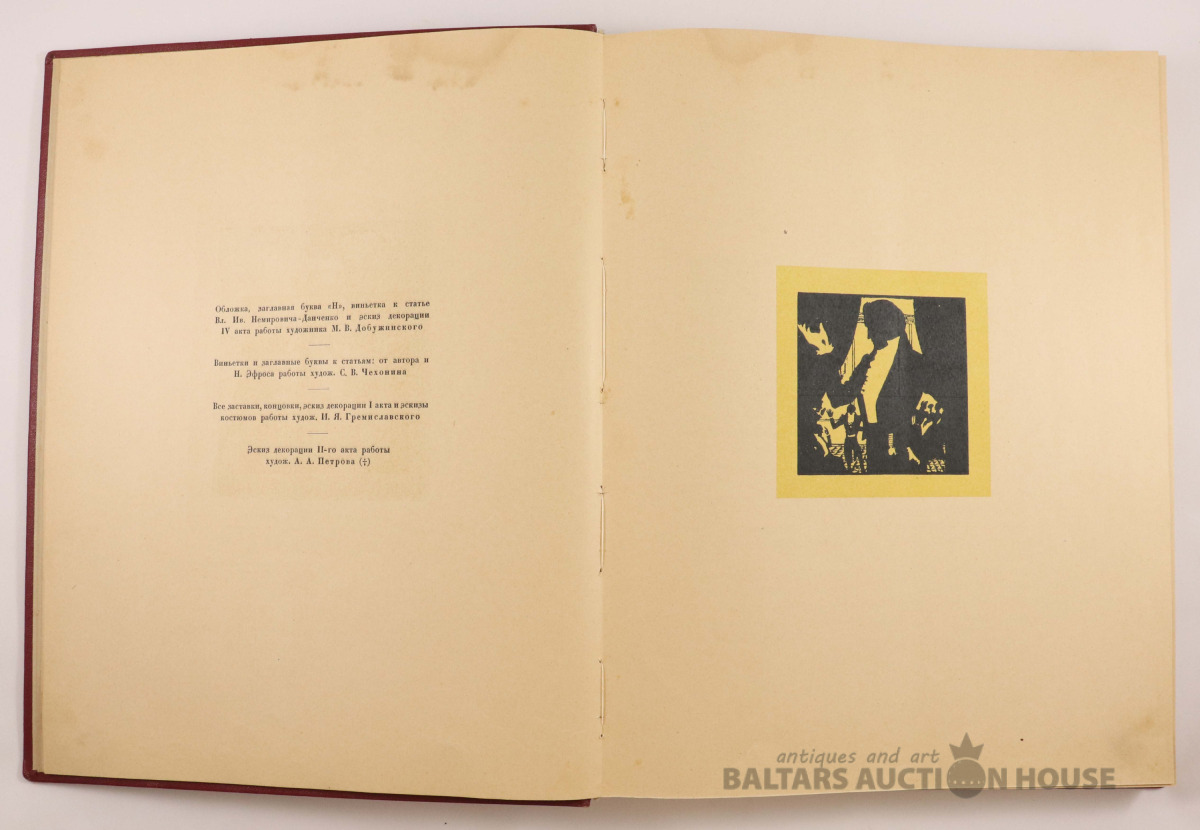 Обложка, заглавная буква «Н», виньетка к статье
Вл. Ив. Немировича-Данченко и эскиз декорации
IV акта работы художника М. В. Добужинского
Виньетки и заглавные буквы к статьям: от автора и
Н. Эфроса работы худож. С. В. Чехонина
Все заставки, концовки, эскиз декорации I акта и эскизы
костюмов работы худож. И. Я. Гремиславского
Эскиз декорации II-го акта работы
худож. А. А. Петрова (†)
antiques and art
BALTARS AUCTION HOUSE